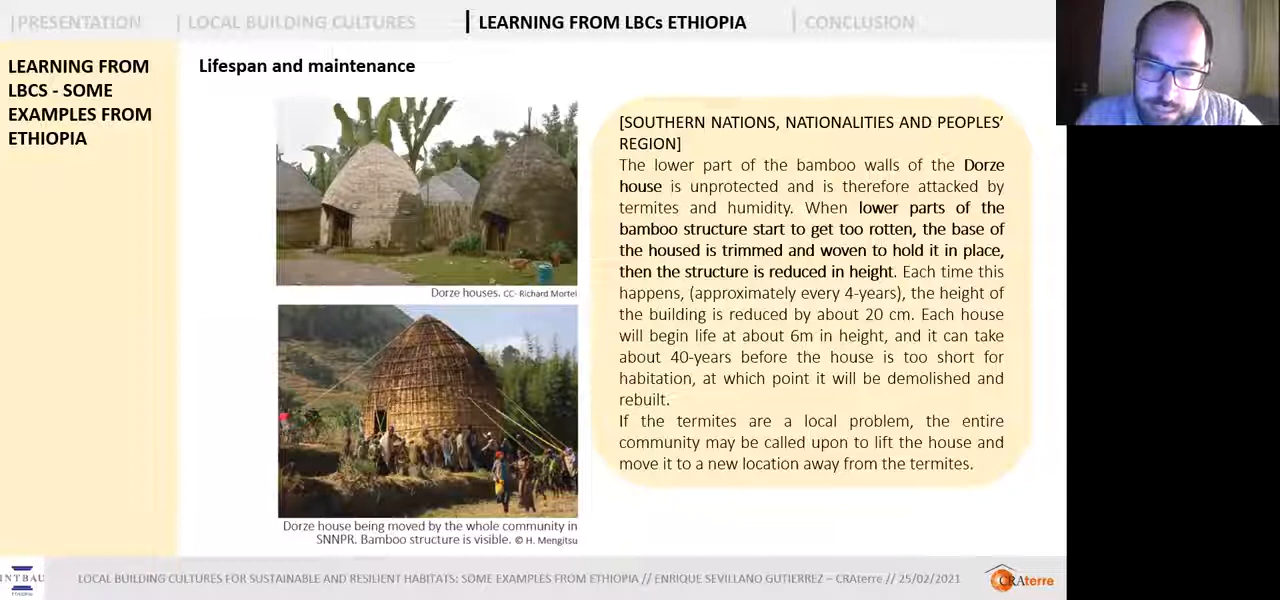 |PRESENTATION | LOCAL BUILDING CULTURES | LEARNING FROM LBCs ETHIOPIA | CONCLUSION
LEARNING FROM
LBCS - SOME
EXAMPLES FROM
ETHIOPIA
Lifespan and maintenance
Dorze houses. CC- Richard Mortel
Dorze house being moved by the whole community in
SNNPR. Bamboo structure is visible. © H. Mengitsu
[SOUTHERN NATIONS, NATIONALITIES AND PEOPLES’
REGION]
The lower part of the bamboo walls of the Dorze
house is unprotected and is therefore attacked by
termites and humidity. When lower parts of the
bamboo structure start to get too rotten, the base of
the housed is trimmed and woven to hold it in place,
then the structure is reduced in height. Each time this
happens, (approximately every 4-years), the height of
the building is reduced by about 20 cm. Each house
will begin life at about 6m in height, and it can take
about 40-years before the house is too short for
habitation, at which point it will be demolished and
rebuilt.
If the termites are a local problem, the entire
community may be called upon to lift the house and
move it to a new location away from the termites.
INTBAU
ETHIOPIA
LOCAL BUILDING CULTURES FOR SUSTAINABLE AND RESILIENT HABITATS: SOME EXAMPLES FROM ETHIOPIA // ENRIQUE SEVILLANO GUTIERREZ – CRAterre // 25/02/2021
CRAterre